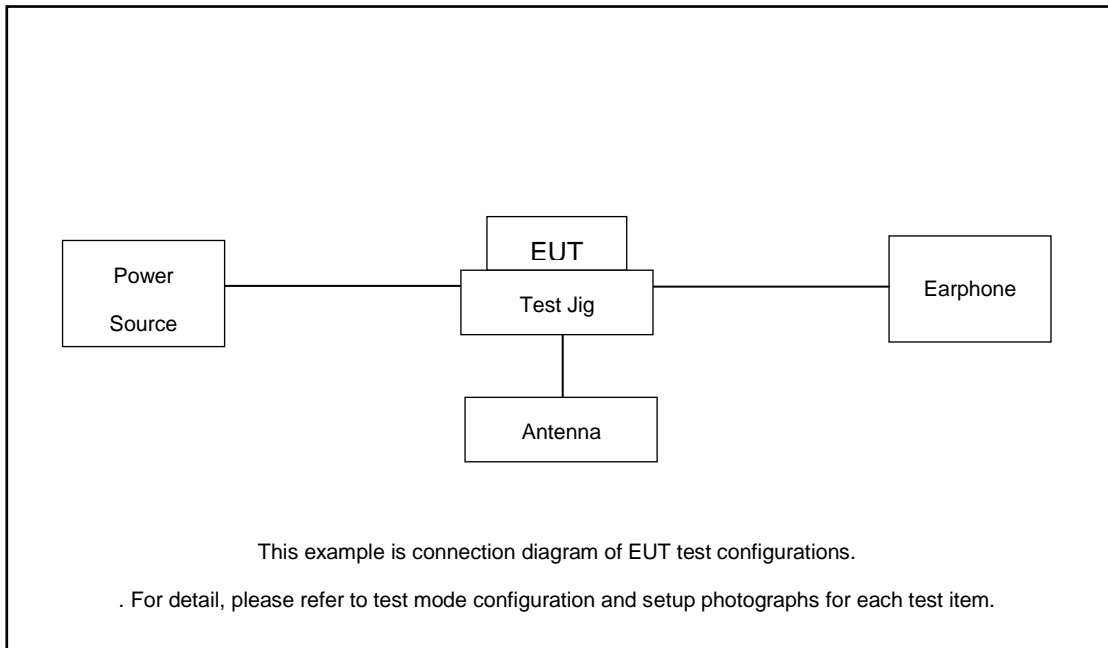 EUT
Power
Source
Test Jig
Earphone
Antenna
This example is connection diagram of EUT test configurations.
. For detail, please refer to test mode configuration and setup photographs for each test item.